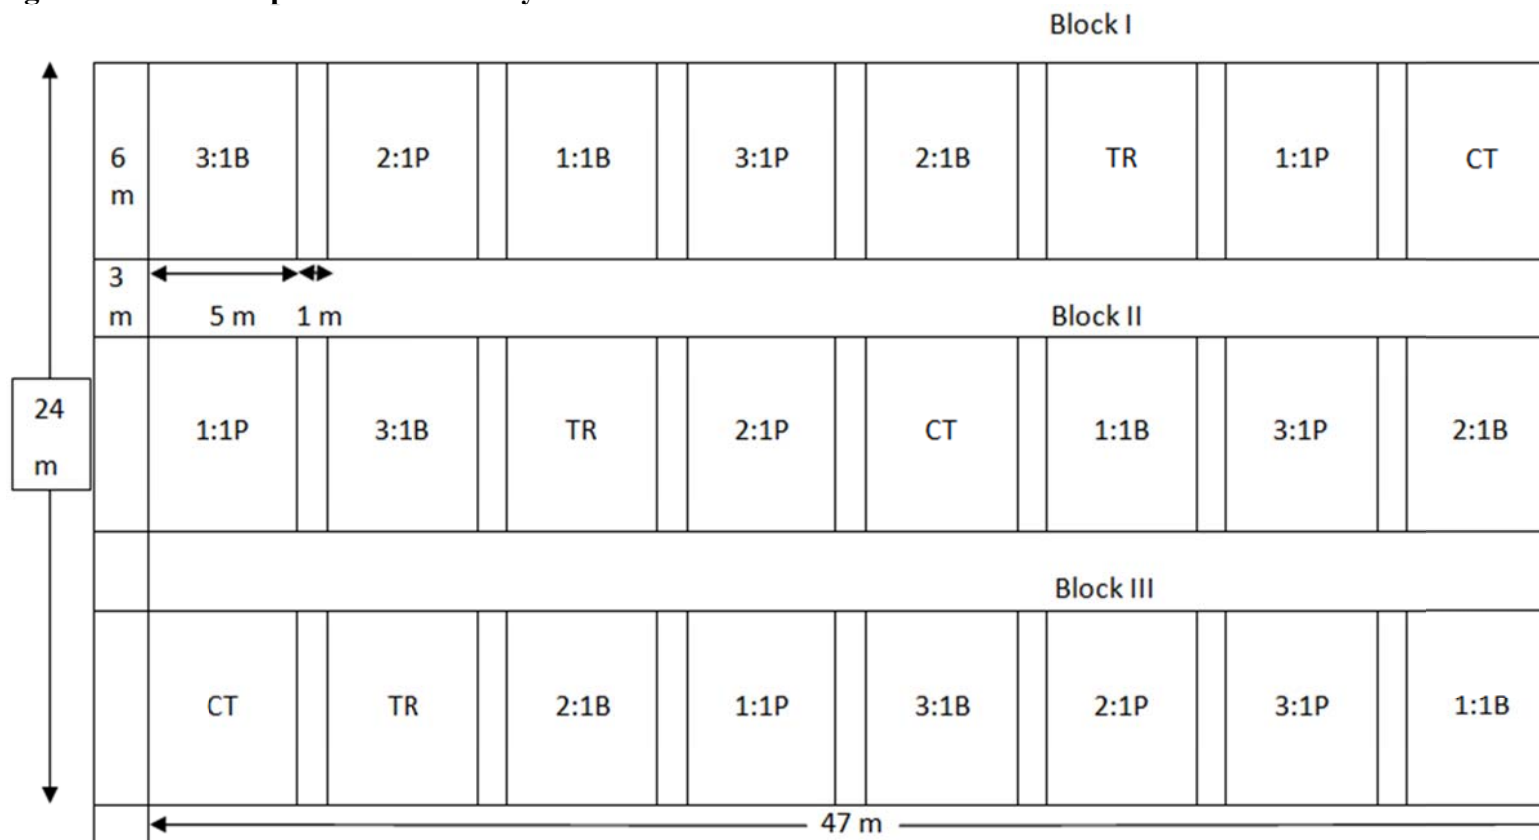 Block I
6 3:1B 2:1P 1:1B 3:1P 2:1B TR 1:1P CT
m
3
m 5 m 1 m Block II
24
m
1:1P 3:1B TR 2:1P CT 1:1B 3:1P 2:1B
Block III
CT TR 2:1B 1:1P 3:1B 2:1P 3:1P 1:1B
47 m